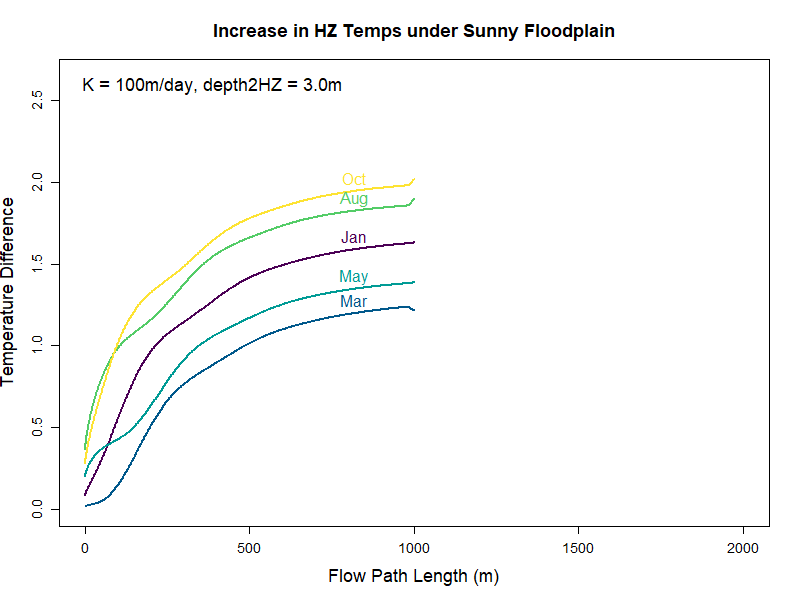 Increase in HZ Temps under Sunny Floodplain
K = 100m/day, depth2HZ = 3.0m
2.5
2.0
1.5
1.0
0.5
0.0
Temperature Difference
Oct
Aug
Jan
May
Mar
0 500 1000 1500 2000
Flow Path Length (m)